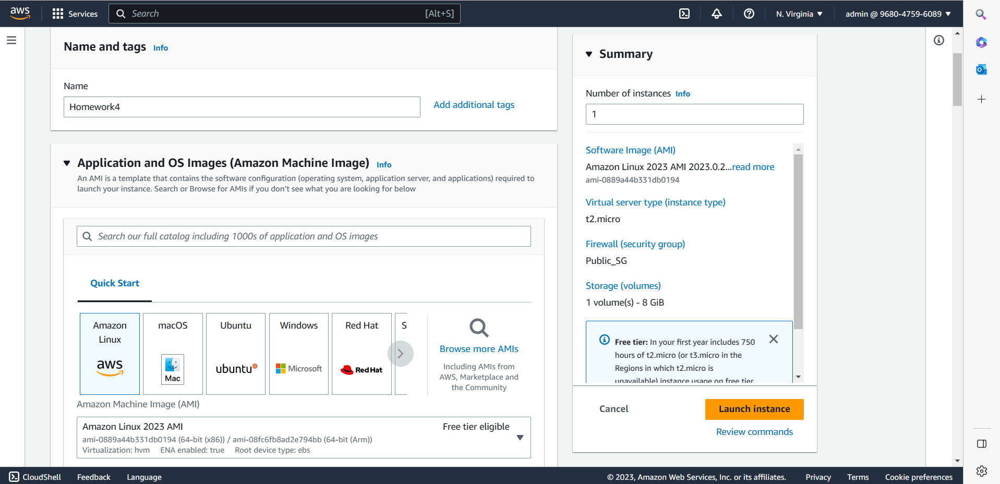 aws
Services
Search
[Alt+S]
N. Virginia
admin @ 9680-4759-6089
Name and tags Info
Name
Homework4
Add additional tags
Application and OS Images (Amazon Machine Image) Info
An AMI is a template that contains the software configuration (operating system, application server, and applications) required to
launch your instance. Search or Browse for AMIs if you don't see what you are looking for below
Search our full catalog including 1000s of application and OS images
Quick Start
Amazon
Linux
aws
macOS
Mac
Ubuntu
ubuntu
Windows
Microsoft
Red Hat
Red Hat
S
Browse more AMIs
Including AMIs from
AWS, Marketplace and
the Community
Amazon Machine Image (AMI)
Amazon Linux 2023 AMI
Free tier eligible
ami-0889a44b331db0194 (64-bit (x86)) / ami-08fc6fb8ad2e794bb (64-bit (Arm))
Virtualization: hvm ENA enabled: true Root device type: ebs
Summary
Number of instances Info
1
Software Image (AMI)
Amazon Linux 2023 AMI 2023.0.2...read more
ami-0889a44b331db0194
Virtual server type (instance type)
t2.micro
Firewall (security group)
Public_SG
Storage (volumes)
1 volume(s) - 8 GiB
Free tier: In your first year includes 750
hours of t2.micro (or t3.micro in the
Regions in which t2.micro is
unavailable) instance usage on free tier
Cancel
Launch instance
Review commands
CloudShell
Feedback
Language
© 2023, Amazon Web Services, Inc. or its affiliates.
Privacy
Terms
Cookie preferences